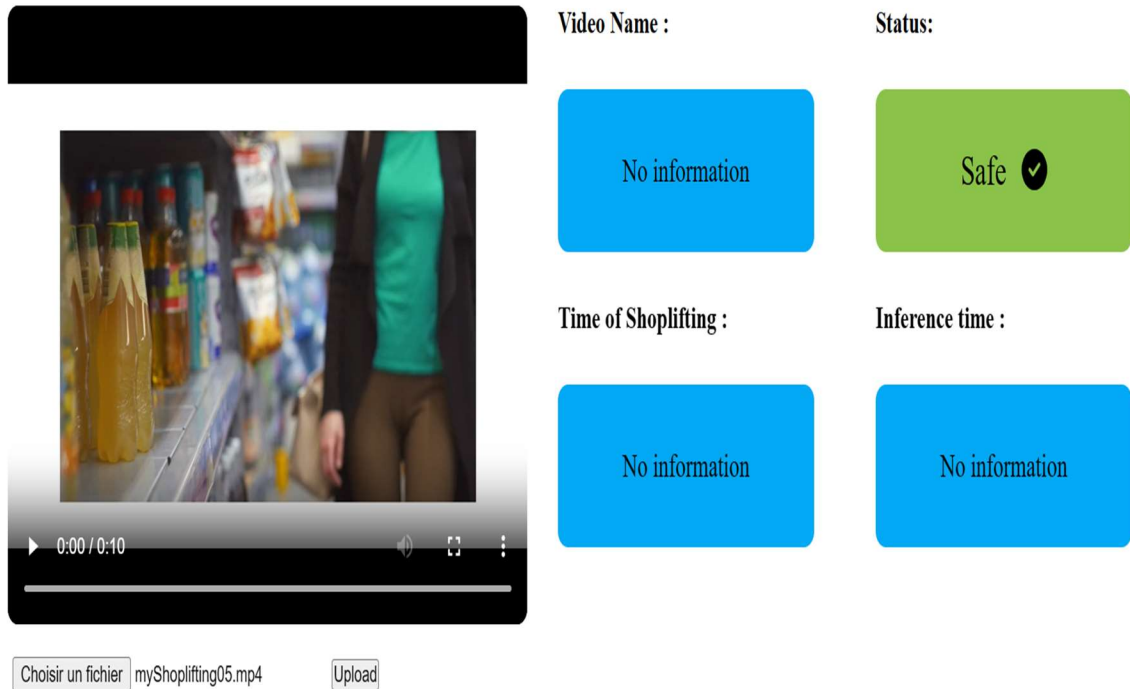 Video Name :
Status:
No information
Safe
Time of Shoplifting :
Inference time :
No information
No information
0:00 / 0:10
Choisir un fichier myShoplifting05.mp4
Upload